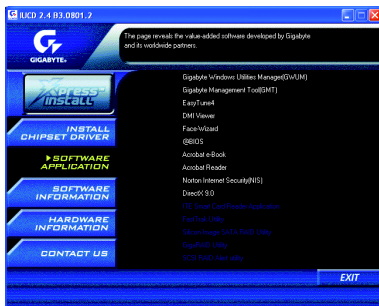 IUCD 2.4 B3.0801.2
GIGABYTE
The page reveals the value-added software developed by Gigabyte
and its worldwide partners.
Xpress
Install
INSTALL
CHIPSET DRIVER
SOFTWARE
APPLICATION
SOFTWARE
INFORMATION
HARDWARE
INFORMATION
CONTACT US
Gigabyte Windows Utilities Manager(GWUM)
Gigabyte Management Tool(GMT)
EasyTune4
DMI Viewer
Face-Wizard
@BIOS
Acrobat e-Book
Acrobat Reader
Norton Internet Security(NIS)
DirectX 9.0
EXIT